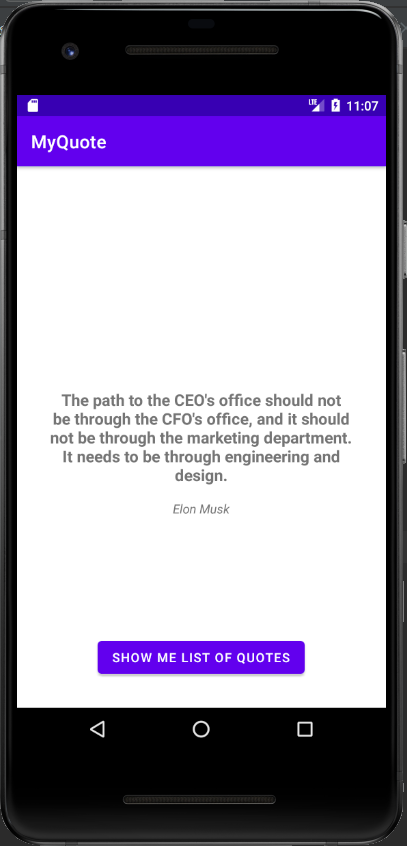 LTE 11:07
MyQuote
The path to the CEO's office should not
be through the CFO's office, and it should
not be through the marketing department.
It needs to be through engineering and
design.
Elon Musk
SHOW ME LIST OF QUOTES